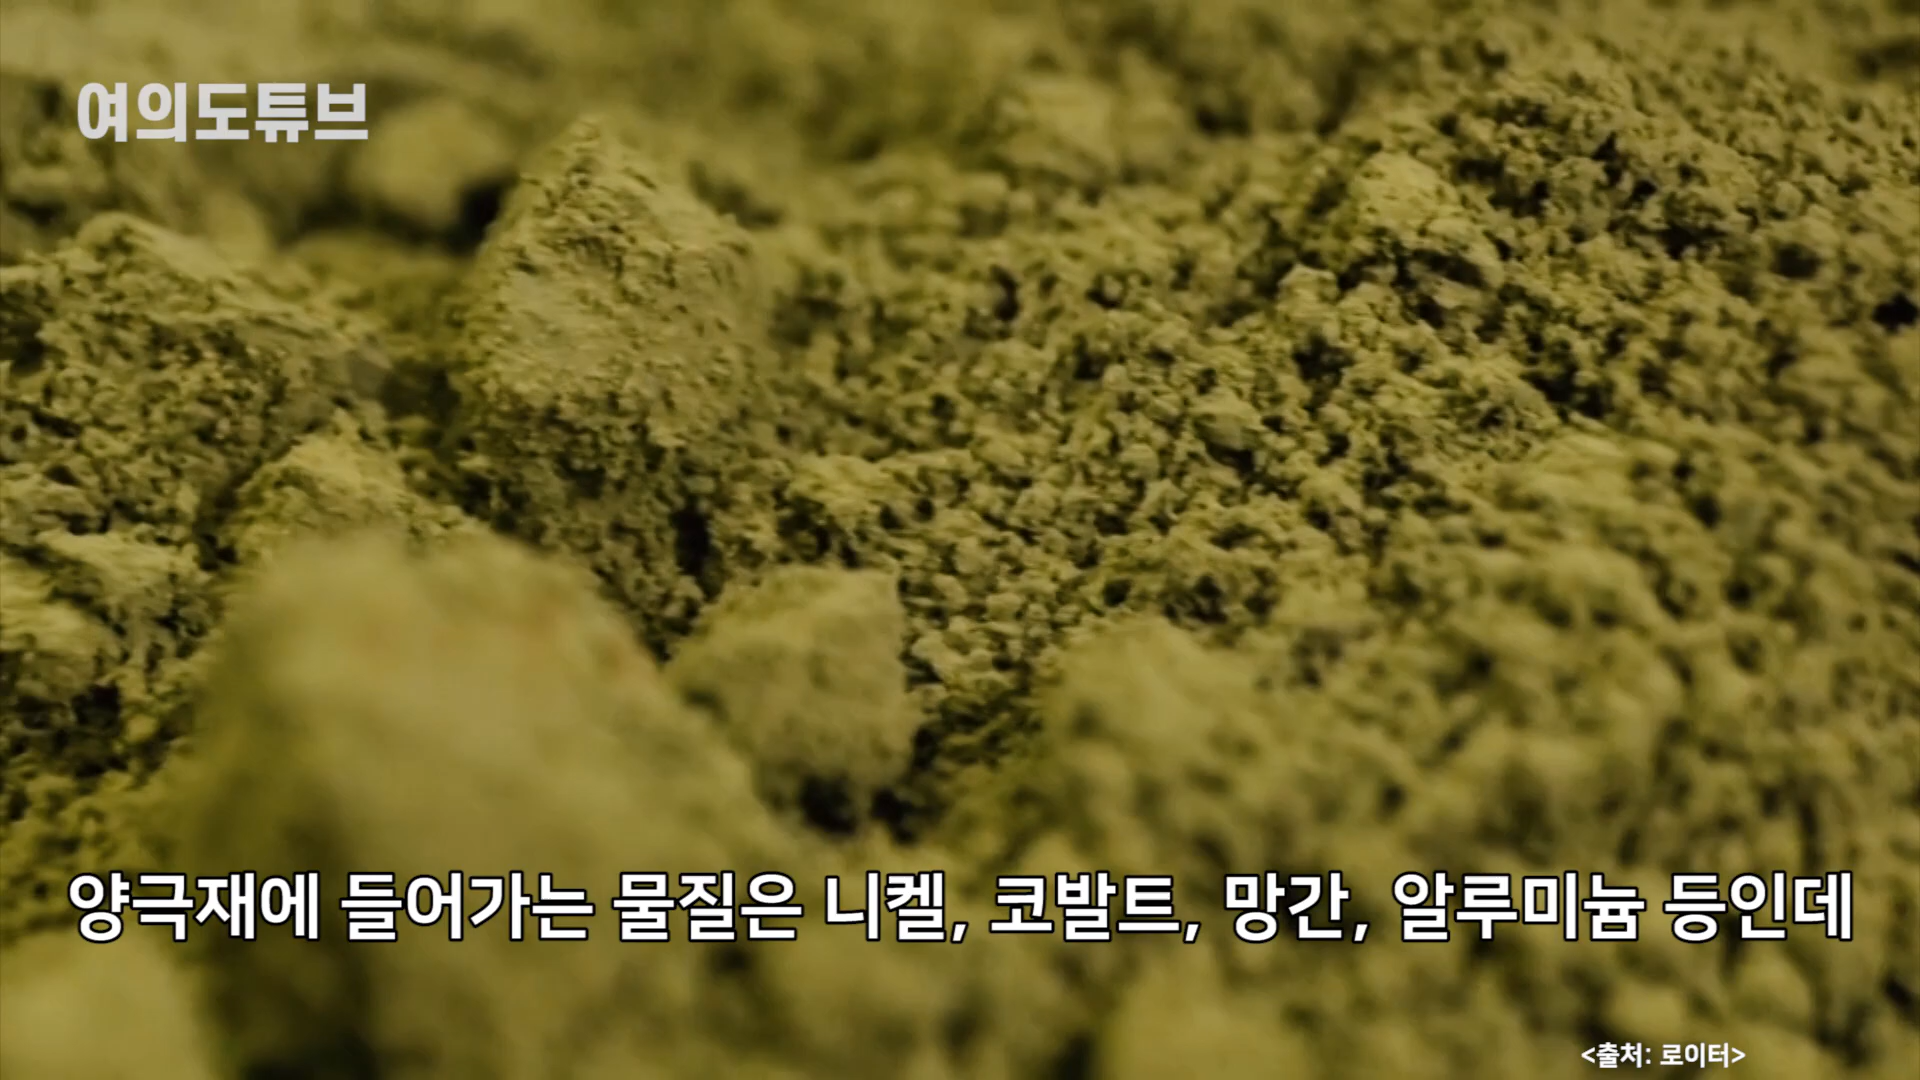 여의도튜브
양극재에 들어가는 물질은 니켈, 코발트, 망간, 알루미늄 등인데
<출처: 로이터>